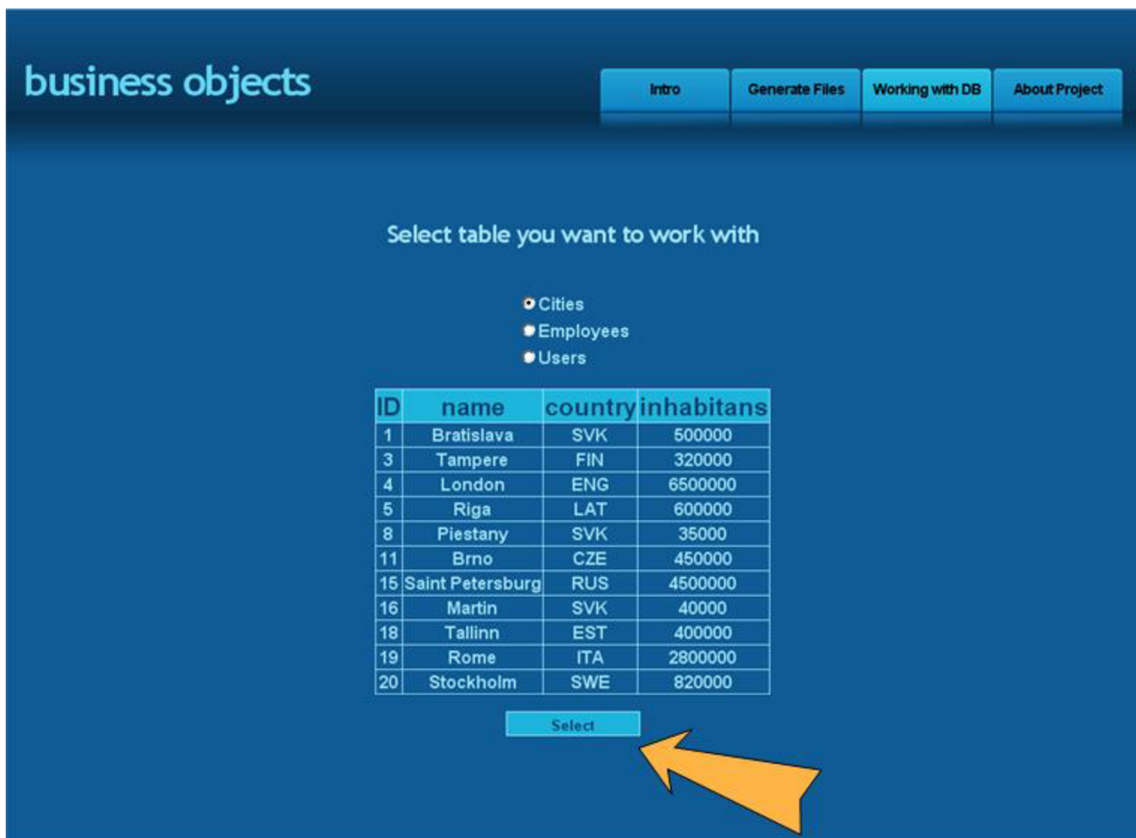 business objects
Intro Generate Files Working with DB About Project
Select table you want to work with
Cities
Employees
Users
ID name country inhabitans
1 Bratislava SVK 500000
3 Tampere FIN 320000
4 London ENG 6500000
5 Riga LAT 600000
8 Piestany SVK 35000
11 Brno CZE 450000
15 Saint Petersburg RUS 4500000
16 Martin SVK 40000
18 Tallinn EST 400000
19 Rome ITA 2800000
20 Stockholm SWE 820000
Select